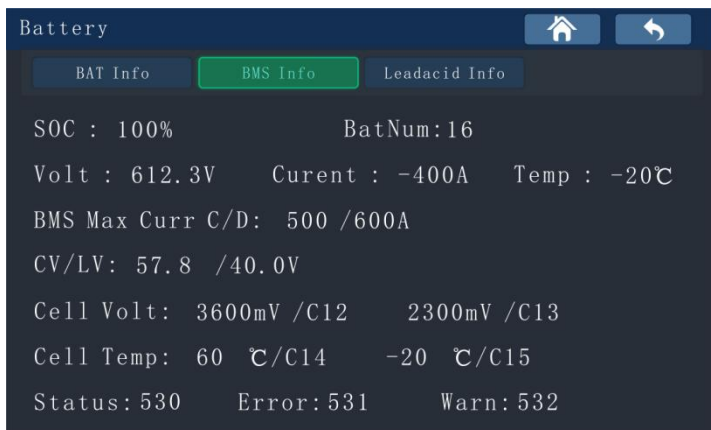 Battery
BAT Info BMS Info Leadacid Info
SOC : 100% BatNum:16
Volt : 612.3V Curent : -400A Temp : -20℃
BMS Max Curr C/D: 500 /600A
CV/LV: 57.8 /40.0V
Cell Volt: 3600mV /C12 2300mV /C13
Cell Temp: 60 ℃/C14 -20 ℃/C15
Status:530 Error:531 Warn:532